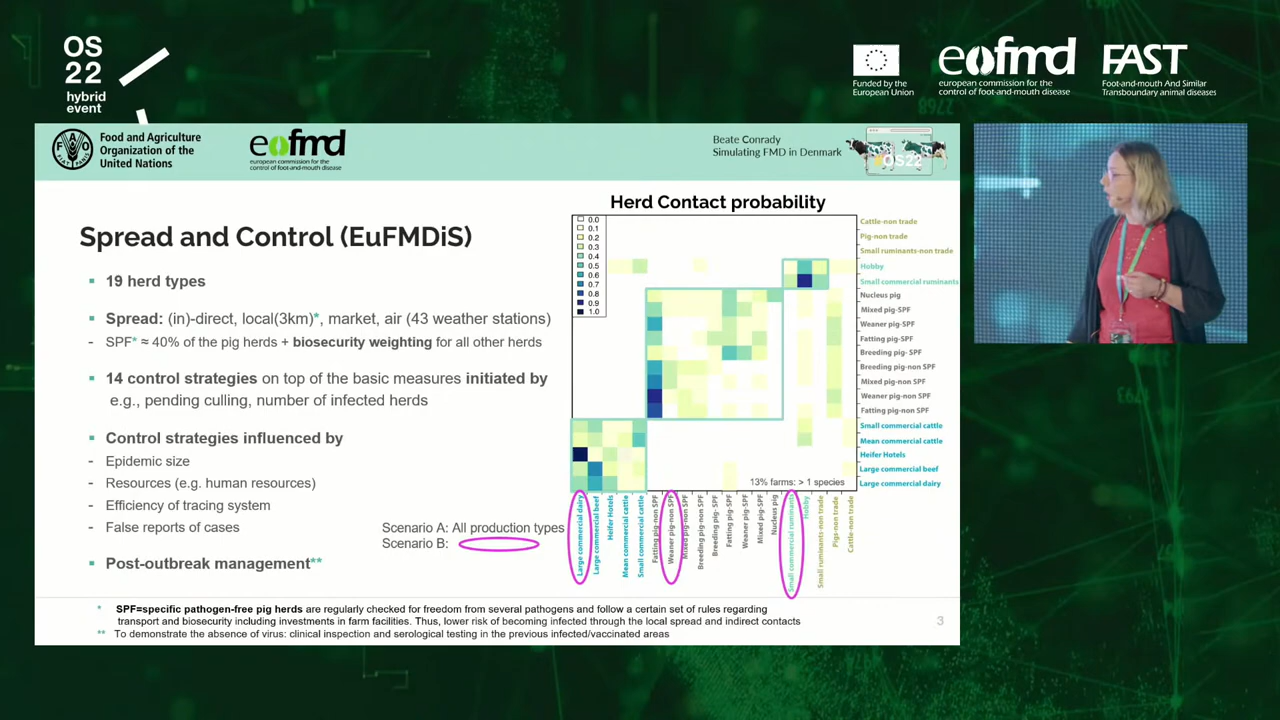 OS
22
hybrid
event
Funded by the
European Union
eofmd
european commission for the
control of foot-and-mouth disease
FAST
Foot-and-mouth And Similar
Transboundary animal diseases
FAO
Food and Agriculture
Organization of the
United Nations
eofmd
european commission for the
control of foot-and-mouth disease
Beate Conrady
Simulating FMD in Denmark
OS22
Spread and Control (EuFMDiS)
▪ 19 herd types
▪ Spread: (in)-direct, local(3km)*, market, air (43 weather stations)
- SPF* ≈ 40% of the pig herds + biosecurity weighting for all other herds
▪ 14 control strategies on top of the basic measures initiated by
e.g., pending culling, number of infected herds
▪ Control strategies influenced by
- Epidemic size
- Resources (e.g. human resources)
- Efficiency of tracing system
- False reports of cases
▪ Post-outbreak management**
Scenario A: All production types
Scenario B:
Herd Contact probability
0.0
0.1
0.2
0.3
0.4
0.5
0.6
0.7
0.8
0.9
1.0
Cattle-non trade
Pig-non trade
Small ruminants-non trade
Hobby
Small commercial ruminants
Nucleus pig
Mixed pig-SPF
Weaner pig-SPF
Fatting pig-SPF
Breeding pig- SPF
Breeding pig-non SPF
Mixed pig-non SPF
Weaner pig-non SPF
Fatting pig-non SPF
Small commercial cattle
Mean commercial cattle
Heifer Hotels
Large commercial beef
Large commercial dairy
13% farms: > 1 species
Large commercial dairy
Large commercial beef
Heifer Hotels
Mean commercial cattle
Small commercial cattle
Fatting pig-non SPF
Weaner pig-non SPF
Mixed pig-non SPF
Breeding pig-non SPF
Breeding pig-SPF
Fatting pig-SPF
Weaner pig-SPF
Mixed pig-SPF
Nucleus pig
Small commercial ruminants
Hobby
Small ruminants-non trade
Pigs-non trade
Cattle-non trade
* SPF=specific pathogen-free pig herds are regularly checked for freedom from several pathogens and follow a certain set of rules regarding
transport and biosecurity including investments in farm facilities. Thus, lower risk of becoming infected through the local spread and indirect contacts
** To demonstrate the absence of virus: clinical inspection and serological testing in the previous infected/vaccinated areas
3